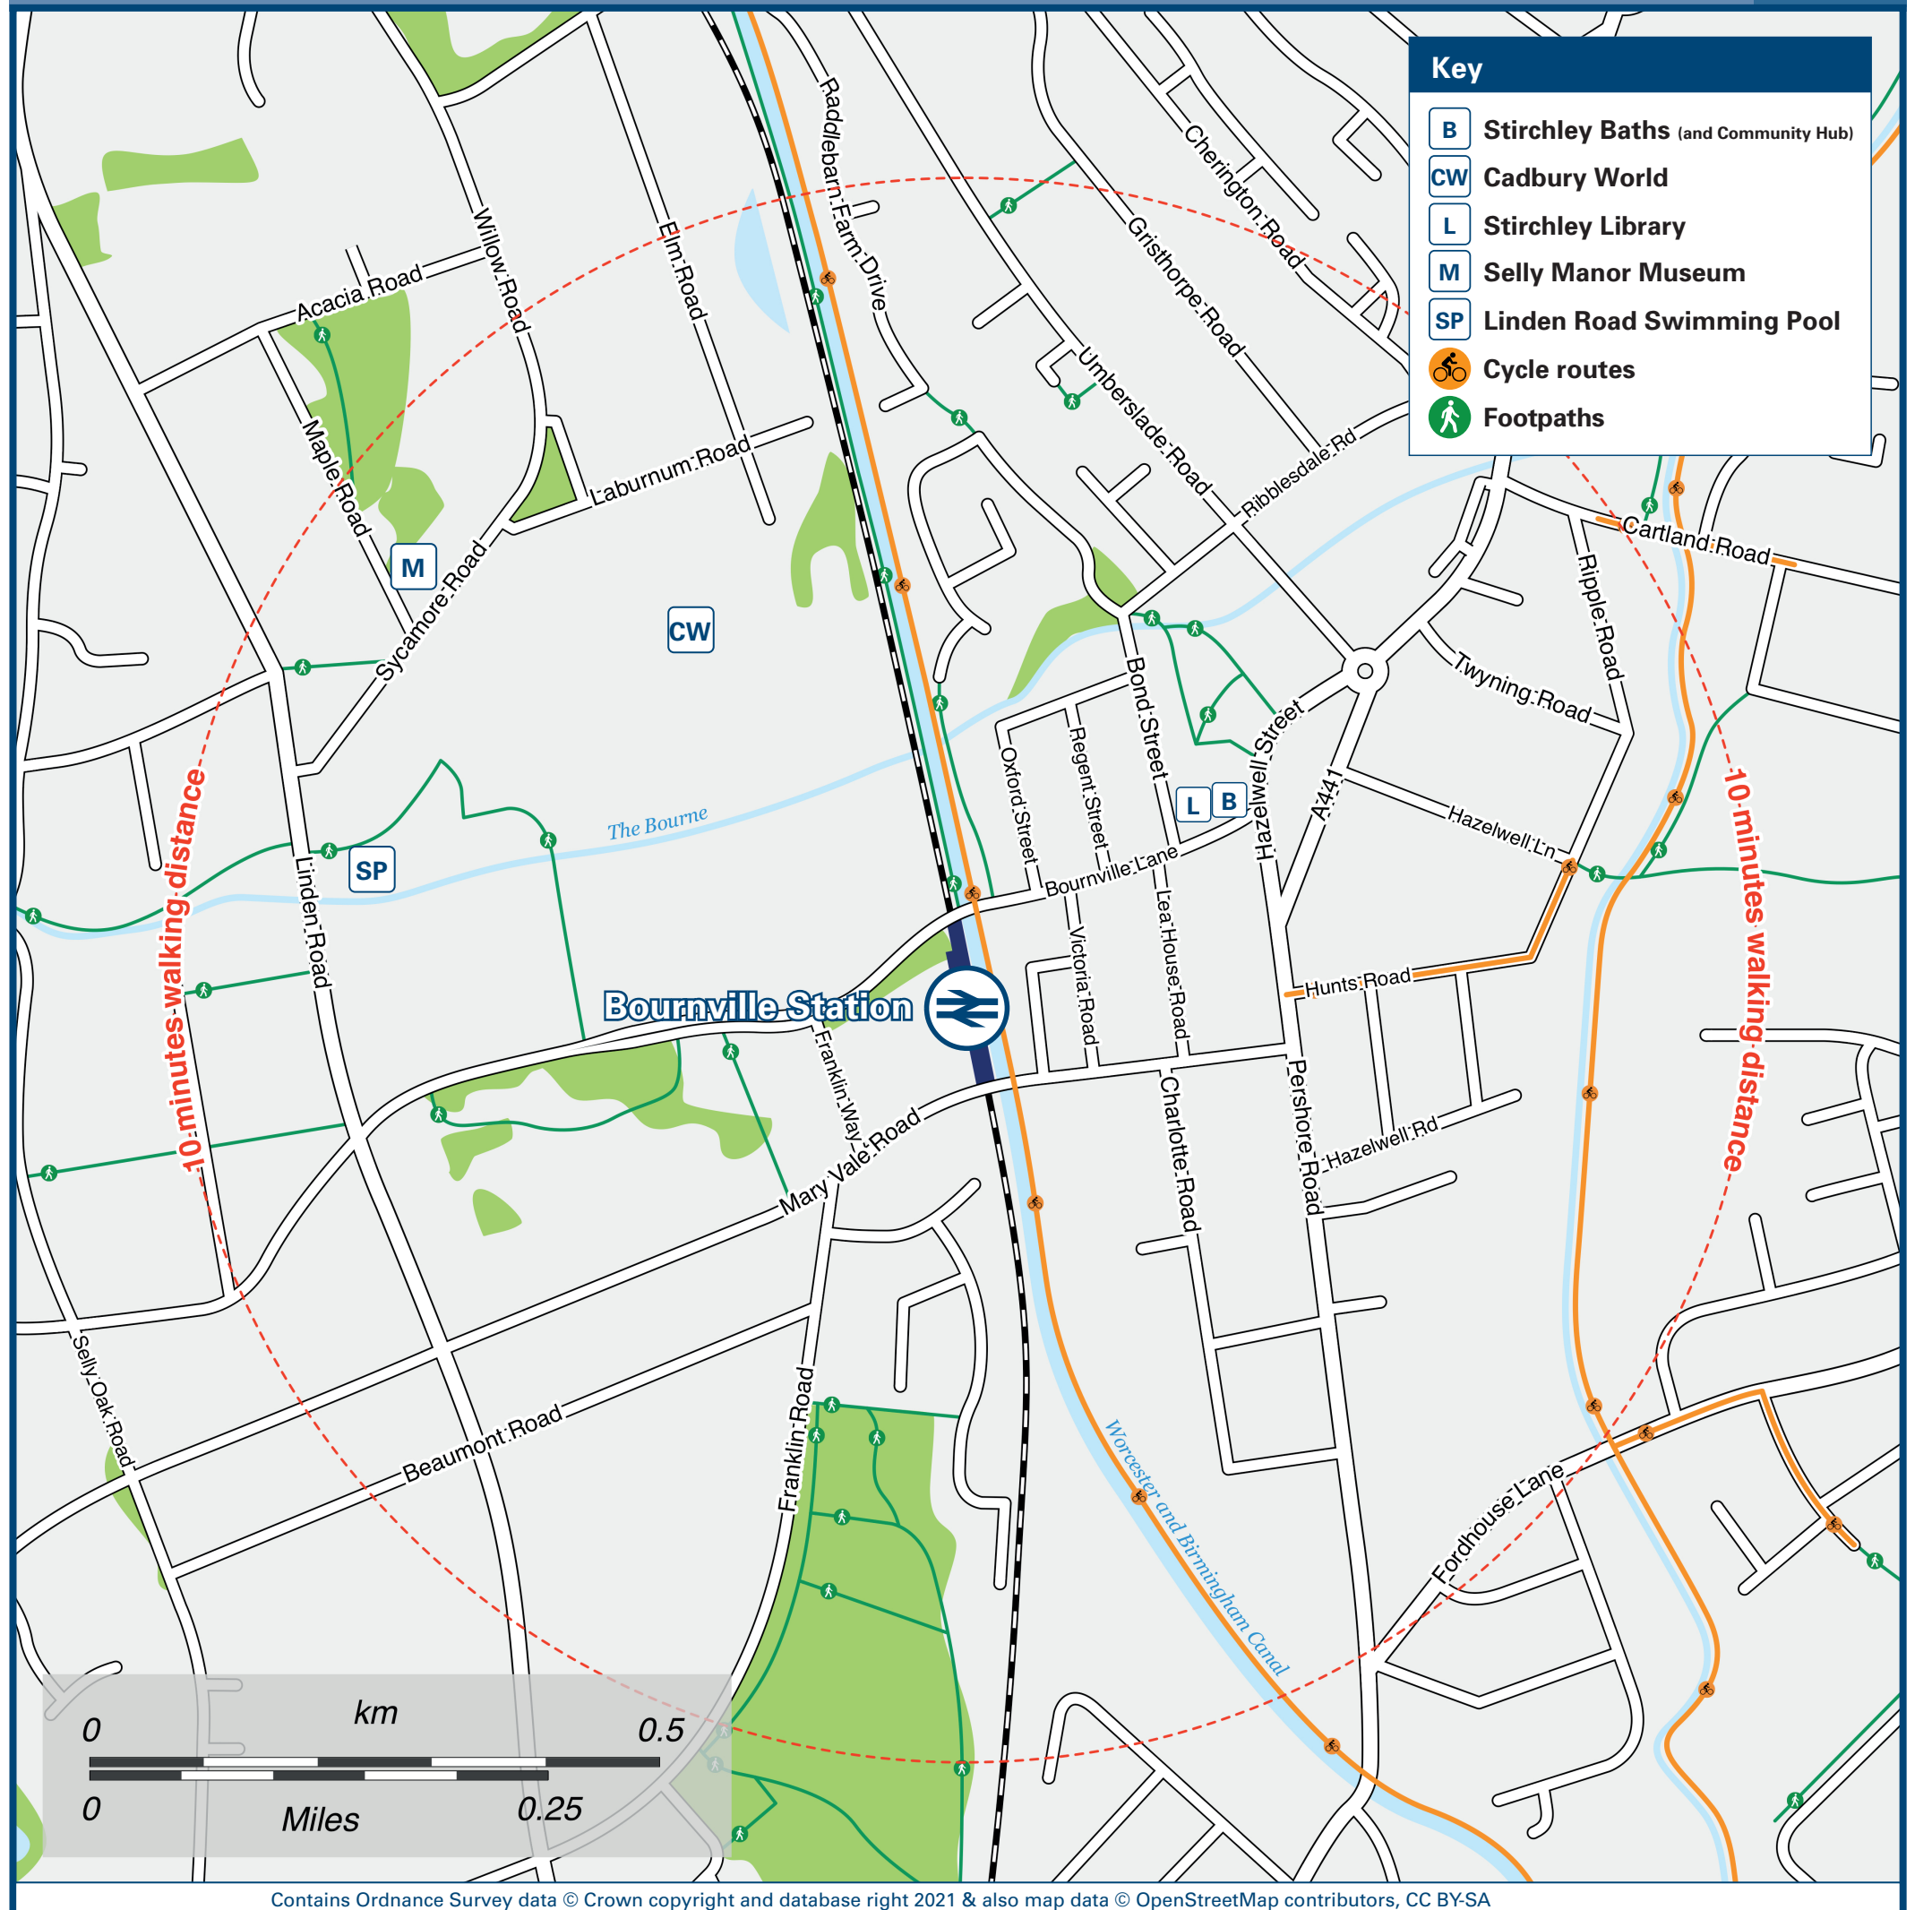 Key
B Stirchley Baths (and Community Hub)
CW Cadbury World
L Stirchley Library
M Selly Manor Museum
SP Linden Road Swimming Pool
Cycle routes
Footpaths
Raddlebarn Farm Drive
Cherington Road
Willow Road
Elm Road
Gristhorpe Road
Acacia Road
Umberslade Road
Maple Road
Laburnum Road
Ribblesdale Rd
Cartland Road
M
Sycamore Road
CW
Ripple Road
Bond Street
Twyning Road
Hazelwell Street
Oxford Street
Regent Street
A441
L
B
Hazelwell Ln
10 minutes walking distance
10 minutes walking distance
The Bourne
SP
Linden Road
Bournville Lane
Lea House Road
Victoria Road
Hunts Road
Bournville Station
Franklin Way
Mary Vale Road
Charlotte Road
Pershore Road
Hazelwell Rd
Selly Oak Road
Beaumont Road
Franklin Road
Worcester and Birmingham Canal
Fordhouse Lane
km
0 0.5
0 0.25
Miles
Contains Ordnance Survey data © Crown copyright and database right 2021 & also map data © OpenStreetMap contributors, CC BY-SA